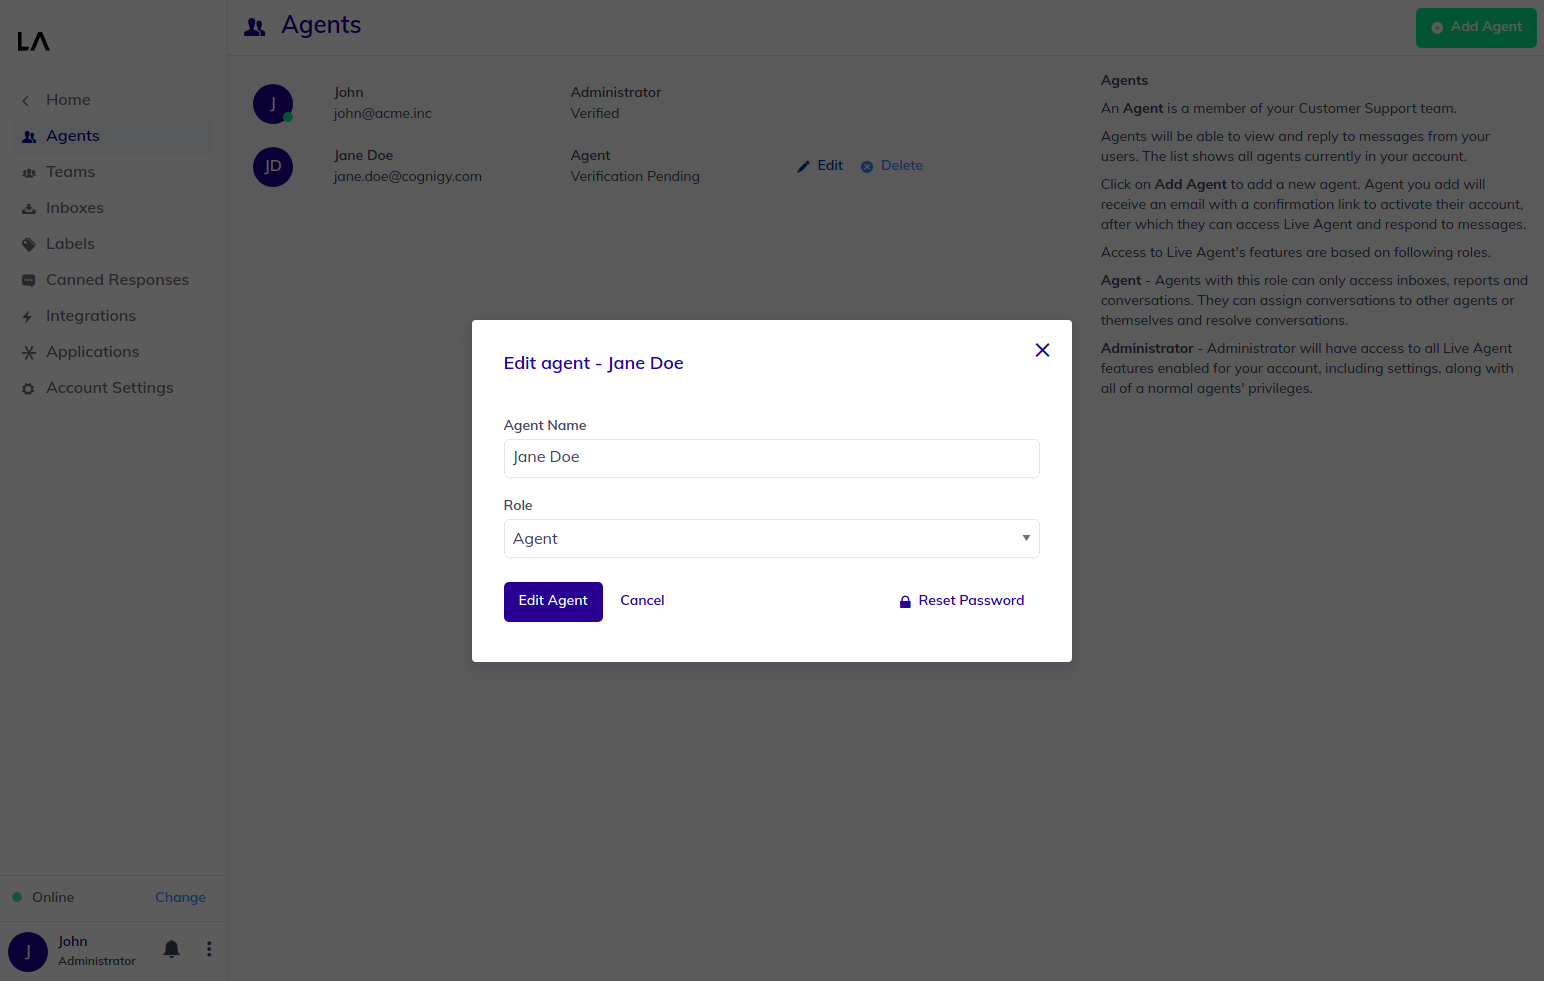 LA
Home
Agents
Teams
Inboxes
Labels
Canned Responses
Integrations
Applications
Account Settings
Online
Change
J
John
Administrator
Agents
Add Agent
J
John
john@acme.inc
Administrator
Verified
JD
Jane Doe
jane.doe@cognigy.com
Agent
Verification Pending
Edit
Delete
Agents
An Agent is a member of your Customer Support team.
Agents will be able to view and reply to messages from your
users. The list shows all agents currently in your account.
Click on Add Agent to add a new agent. Agent you add will
receive an email with a confirmation link to activate their account,
after which they can access Live Agent and respond to messages.
Access to Live Agent's features are based on following roles.
Agent - Agents with this role can only access inboxes, reports and
conversations. They can assign conversations to other agents or
themselves and resolve conversations.
Administrator - Administrator will have access to all Live Agent
features enabled for your account, including settings, along with
all of a normal agents' privileges.
Edit agent - Jane Doe
Agent Name
Jane Doe
Role
Agent
Edit Agent
Cancel
Reset Password